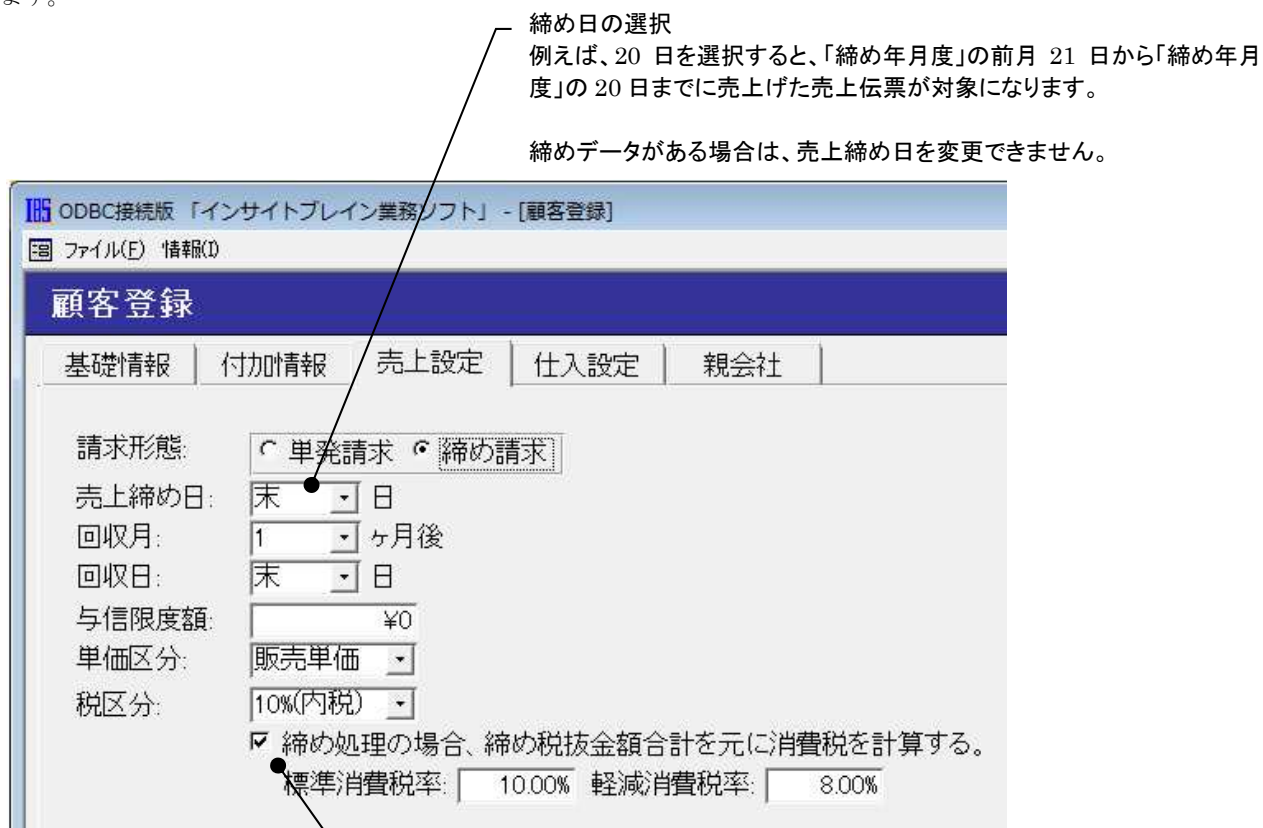 ます。
締め日の選択
例えば、20 日を選択すると、「締め年月度」の前月 21 日から「締め年月
度」の 20 日までに売上げた売上伝票が対象になります。
締めデータがある場合は、売上締め日を変更できません。
IBS ODBC接続版 「インサイトブレイン業務ソフト」 - [顧客登録]
ファイル(F) 情報(I)
顧客登録
基礎情報 付加情報 売上設定 仕入設定 親会社
請求形態: 単発請求 締め請求
売上締め日: 末 日
回収月: 1 ヶ月後
回収日: 末 日
与信限度額: ¥0
単価区分: 販売単価
税区分: 10%(内税)
締め処理の場合、締め税抜金額合計を元に消費税を計算する。
標準消費税率: 10.00% 軽減消費税率: 8.00%